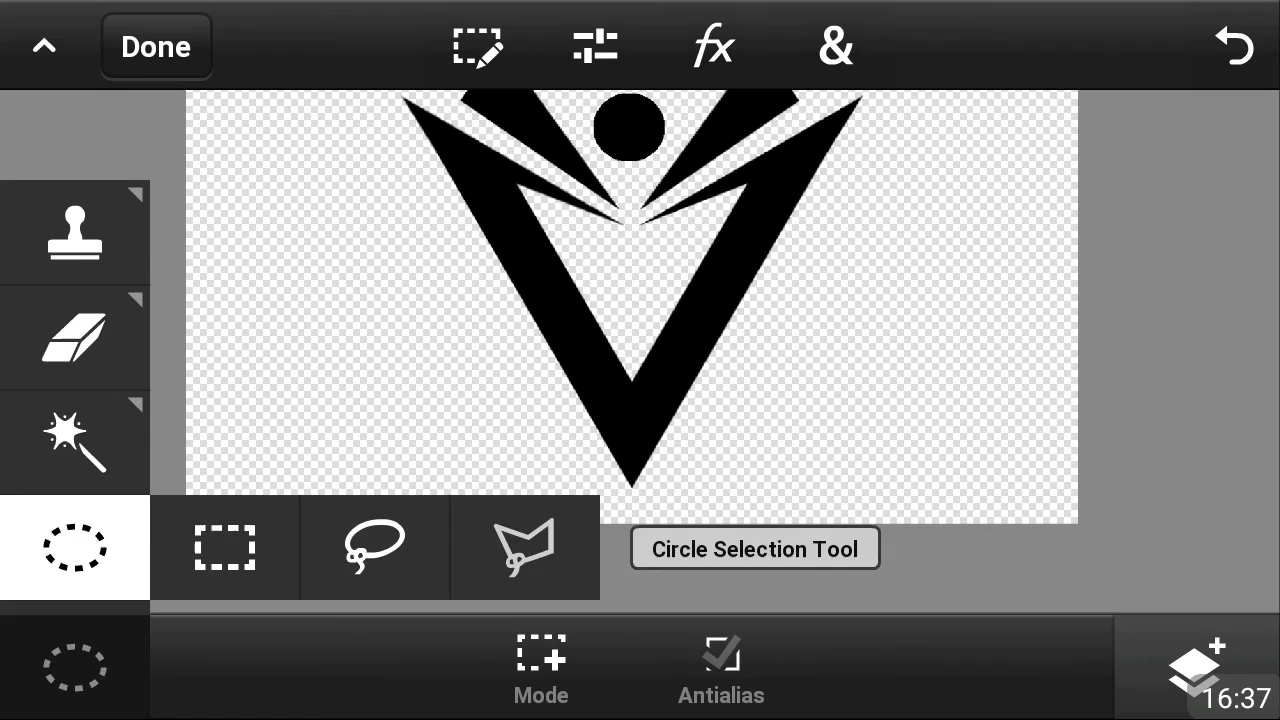 Done
fx
&
Circle Selection Tool
Mode
Antialias
16:37